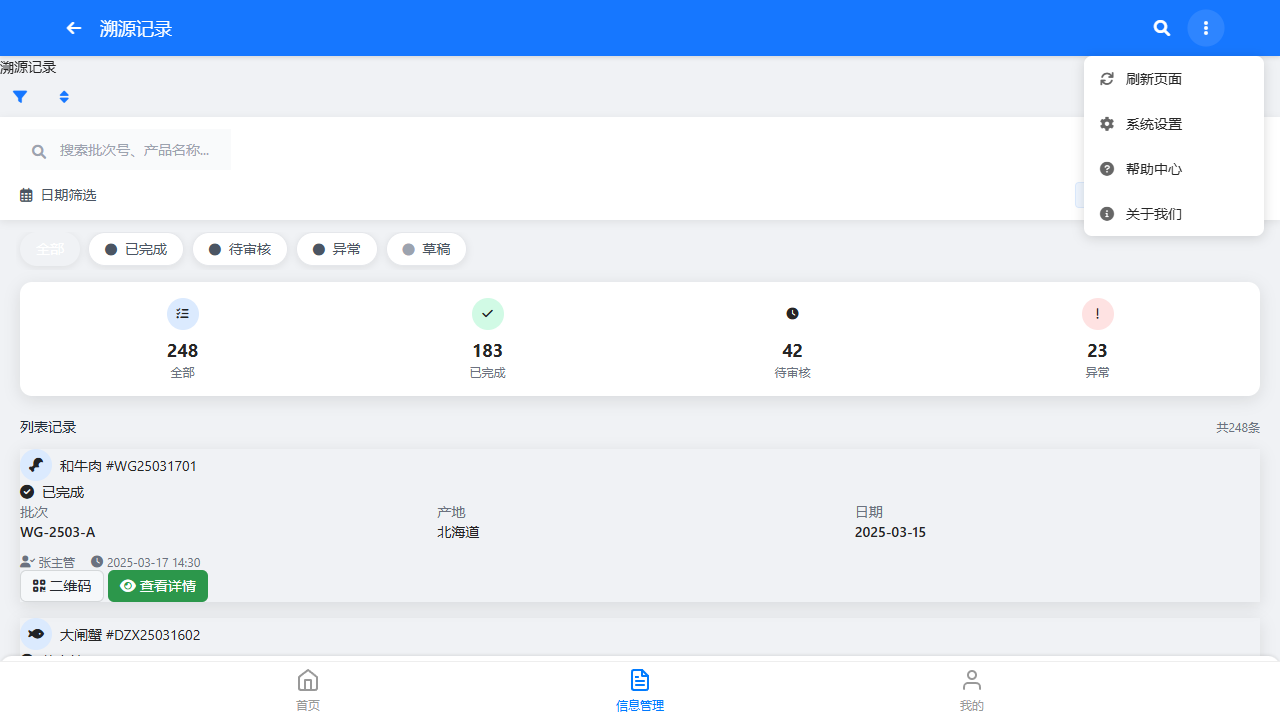 溯源记录
刷新页面
系统设置
帮助中心
关于我们
溯源记录
搜索批次号、产品名称...
日期筛选
全部 已完成 待审核 异常 草稿
248 183 42 23
全部 已完成 待审核 异常
列表记录 共248条
和牛肉 #WG25031701
已完成
批次 产地 日期
WG-2503-A 北海道 2025-03-15
张主管 2025-03-17 14:30
二维码 查看详情
大闸蟹 #DZX25031602
首页 信息管理 我的